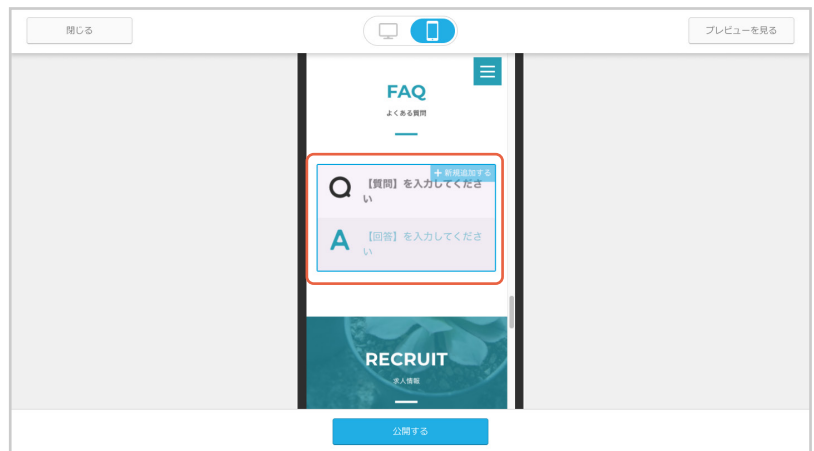 閉じる
プレビューを見る
FAQ
よくある質問
+ 新規追加する
Q
【質問】を入力してくださ
い
A
【回答】を入力してくださ
い
RECRUIT
求人情報
公開する